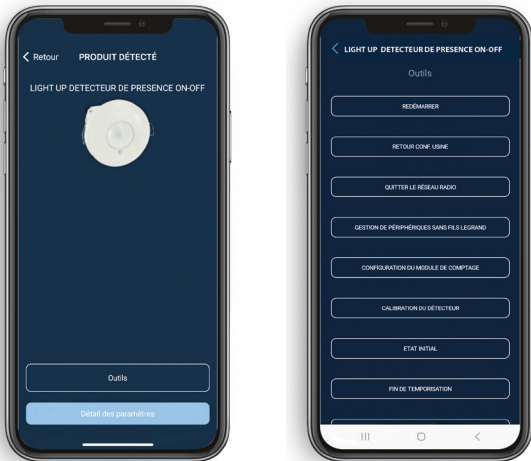 Retour
PRODUIT DÉTECTÉ
LIGHT UP DETECTEUR DE PRESENCE ON-OFF
Outils
Détail des paramètres
LIGHT UP DETECTEUR DE PRESENCE ON-OFF
Outils
REDÉMARRER
RETOUR CONF. USINE
QUITTER LE RÉSEAU RADIO
GESTION DE PÉRIPHÉRIQUES SANS FILS LEGRAND
CONFIGURATION DU MODULE DE COMPTAGE
CALIBRATION DU DÉTECTEUR
ETAT INITIAL
FIN DE TEMPORISATION